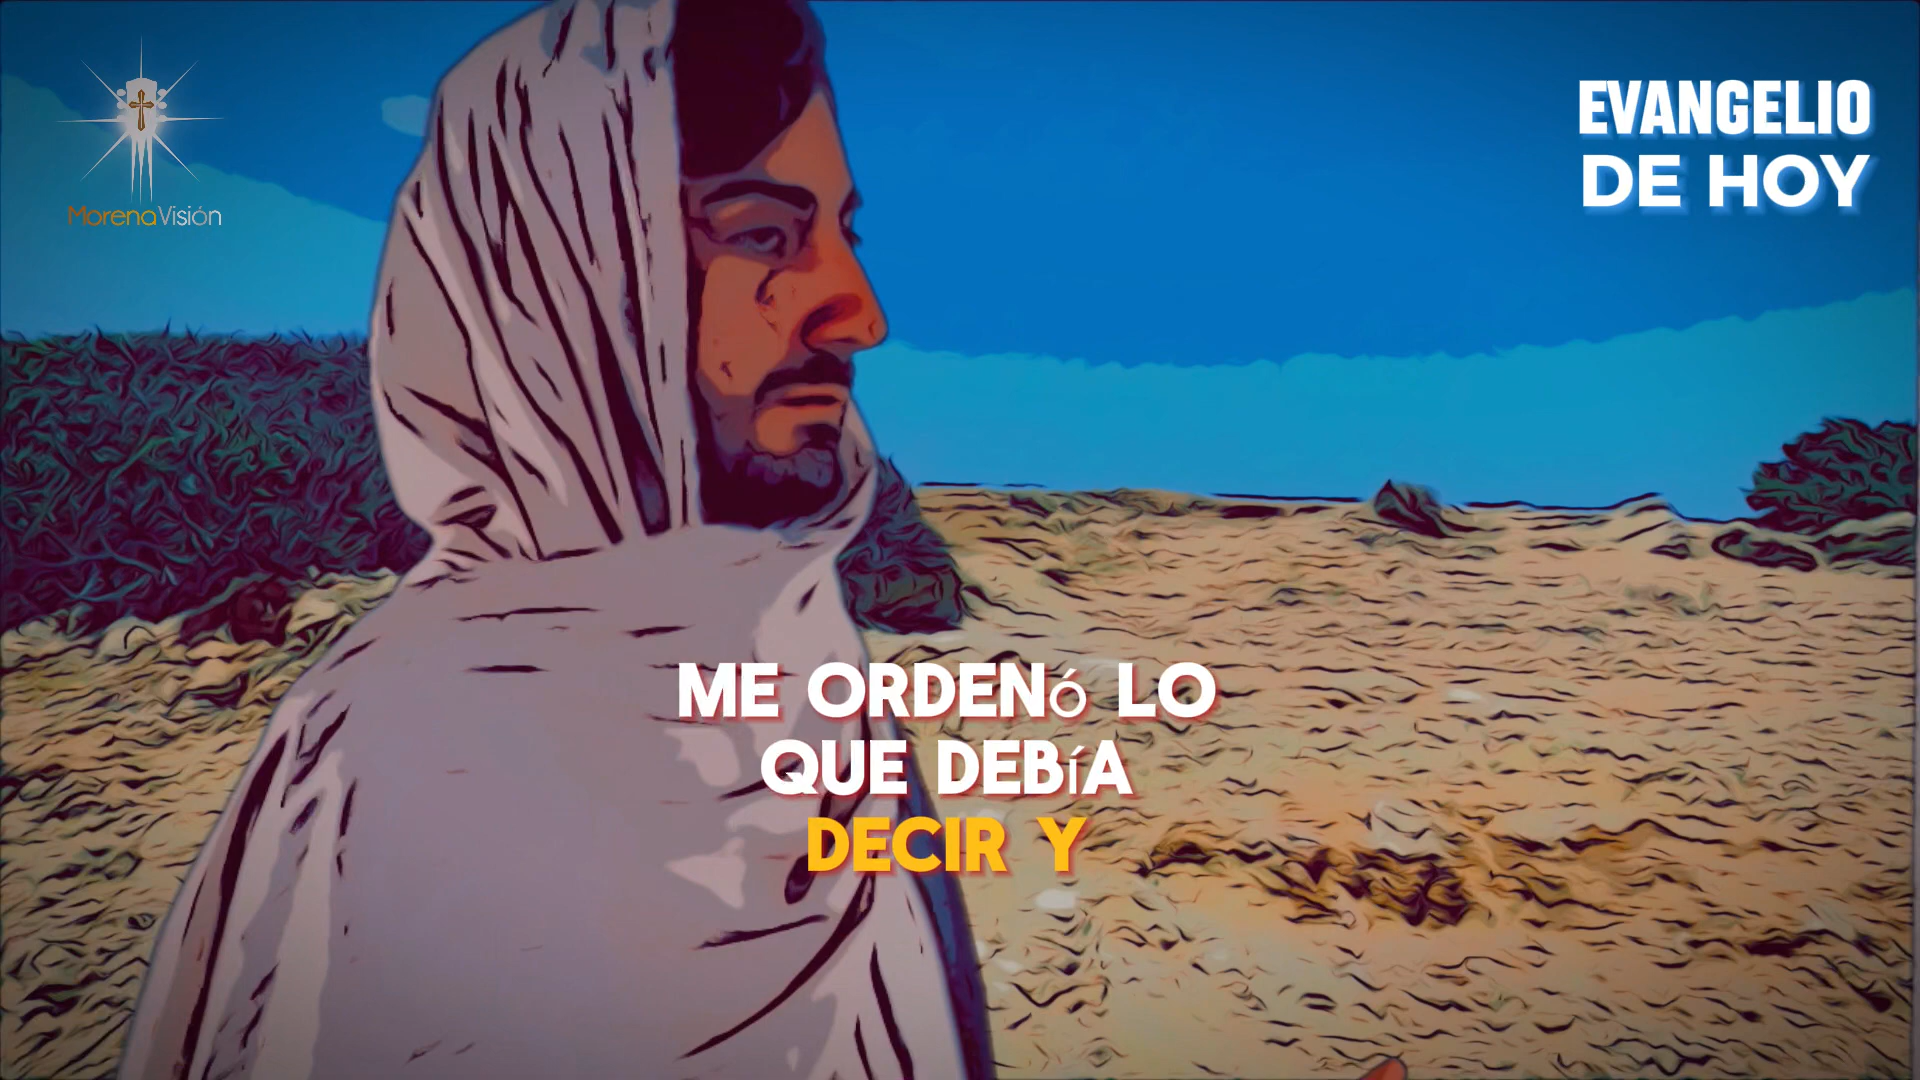 MorenaVisión
EVANGELIO
DE HOY
ME ORDENó LO
QUE DEBíA
DECIR Y